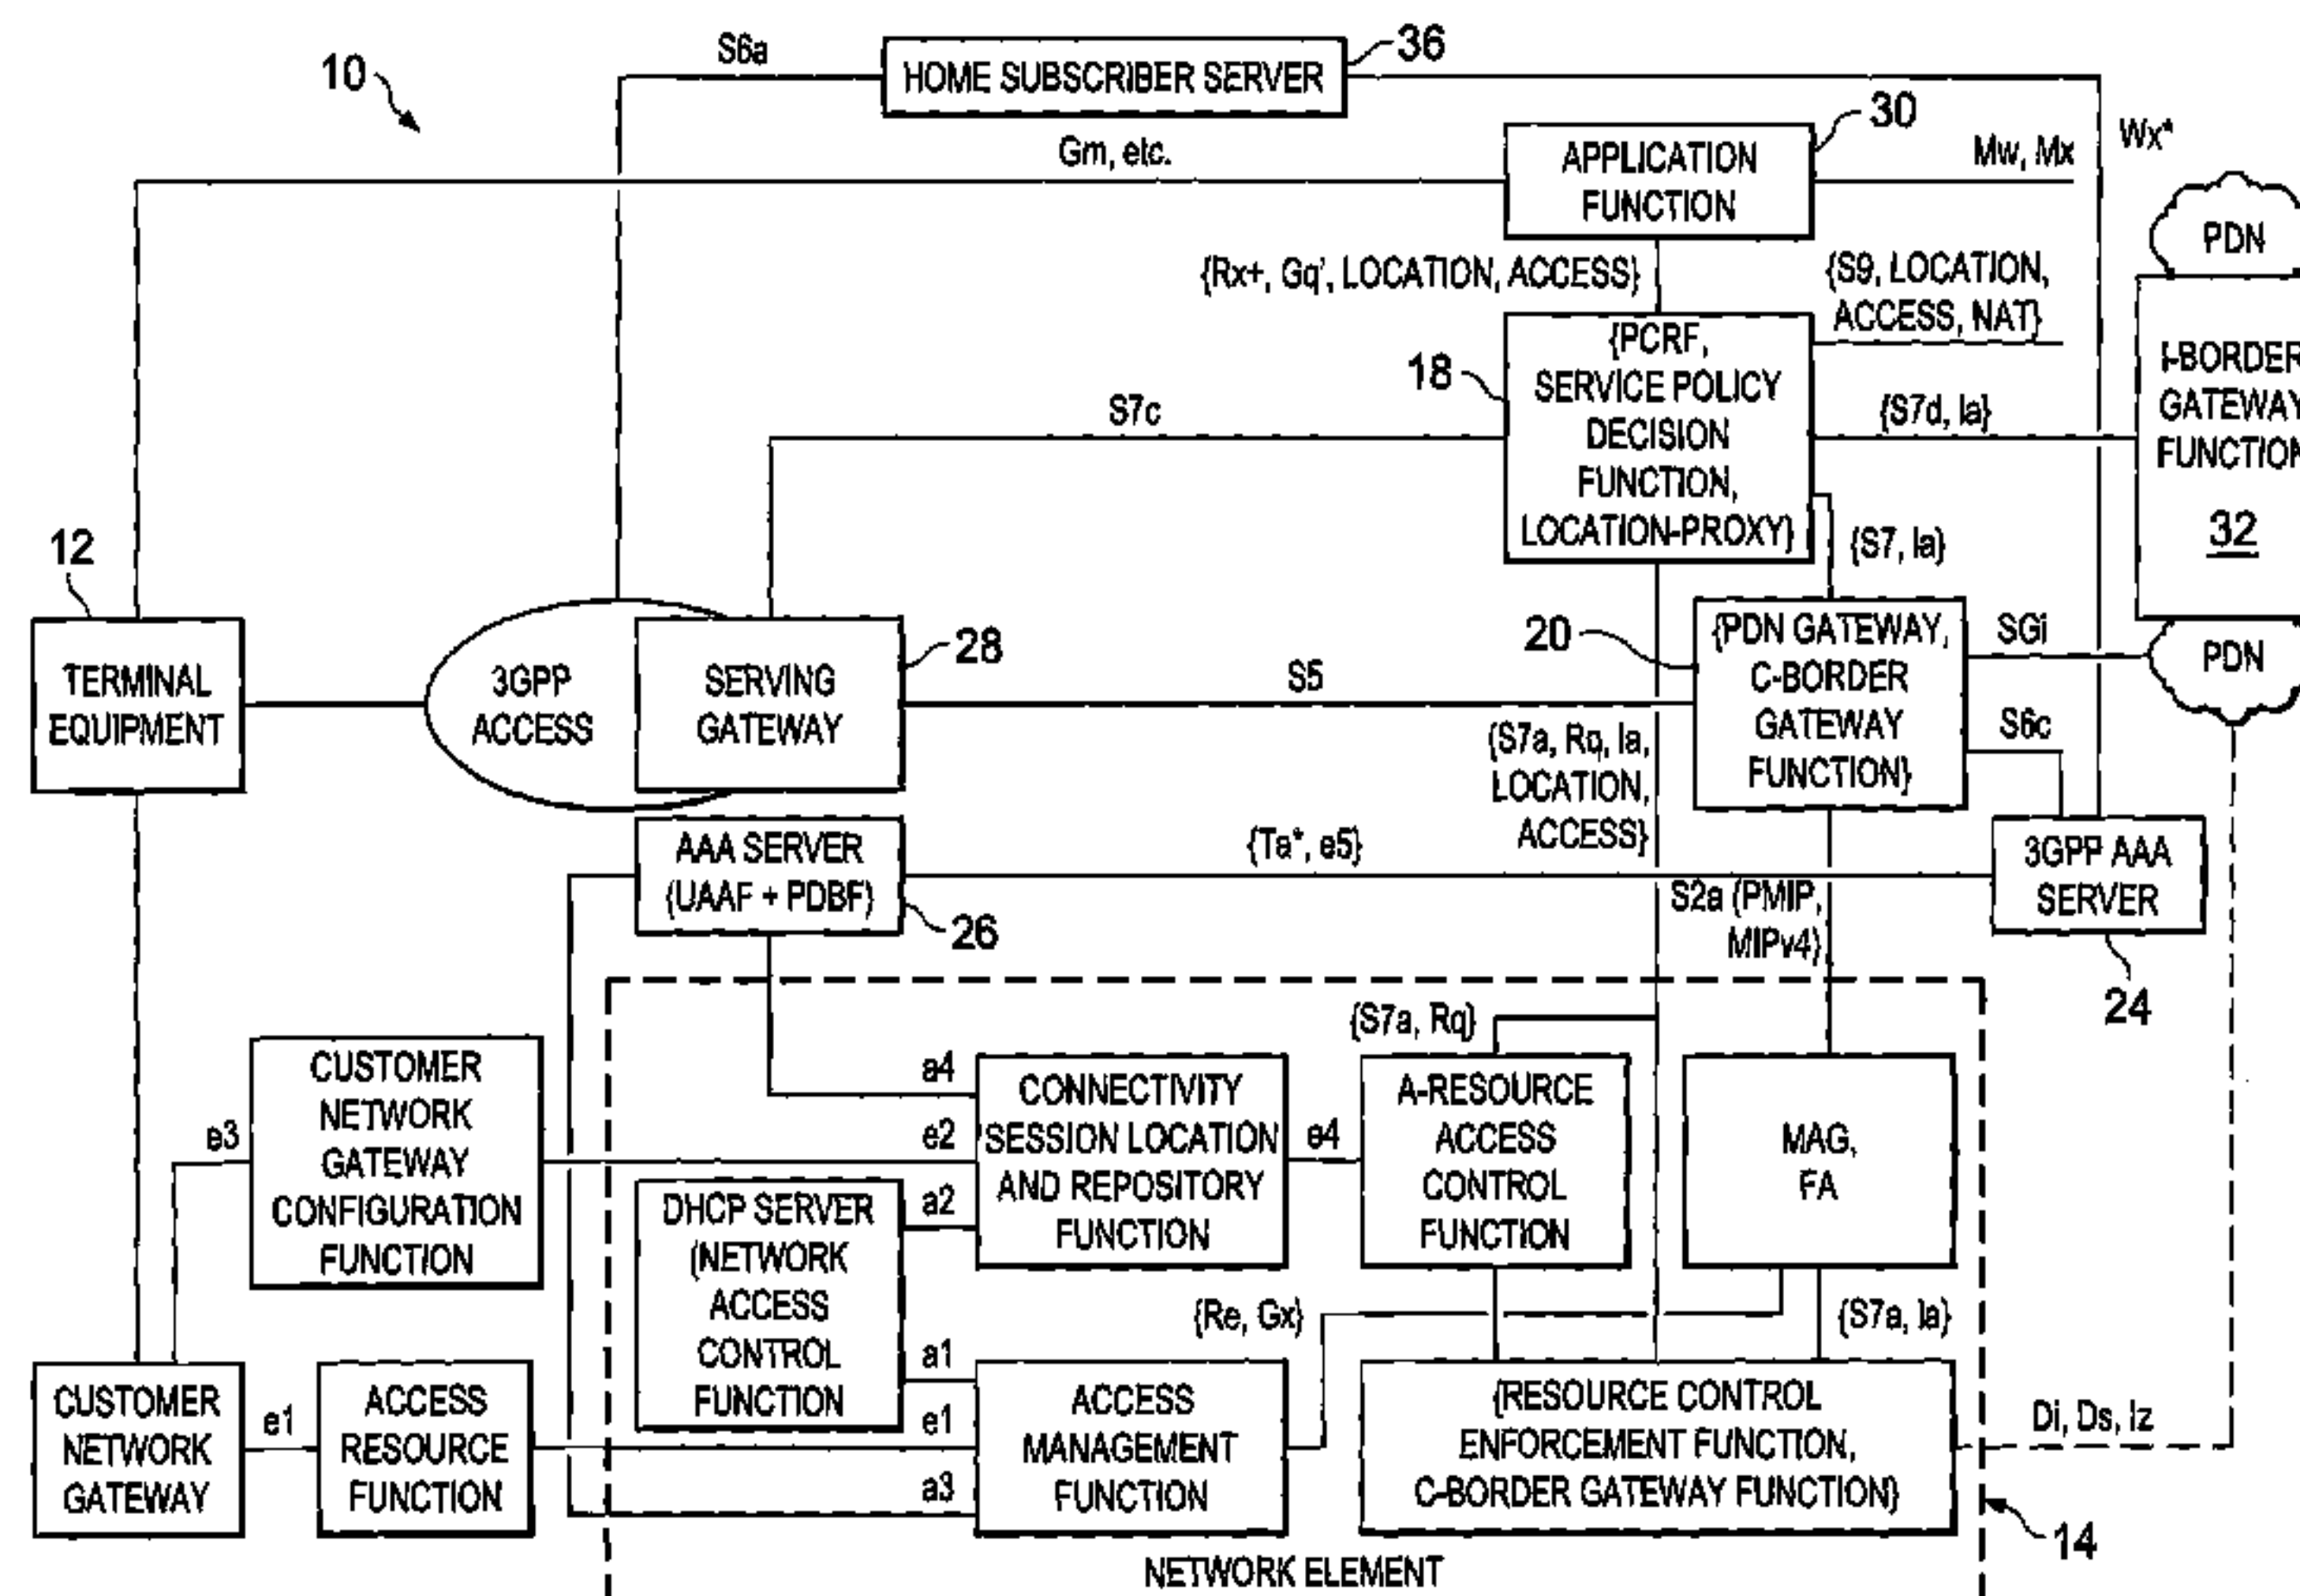 10
S6a
HOME SUBSCRIBER SERVER
36
Gm, etc.
APPLICATION
FUNCTION
30
Mw, Mx
Wx*
PDN
{Rx+, Gq', LOCATION, ACCESS}
{S9, LOCATION,
ACCESS, NAT}
18
{PCRF,
SERVICE POLICY
DECISION
FUNCTION,
LOCATION-PROXY}
S7c
{S7d, Ia}
I-BORDER
GATEWAY
FUNCTION
32
{S7, Ia}
12
TERMINAL
EQUIPMENT
3GPP
ACCESS
SERVING
GATEWAY
28
S5
20
{PDN GATEWAY,
C-BORDER
GATEWAY
FUNCTION}
SGi
PDN
S6c
{S7a, Rq, Ia,
LOCATION,
ACCESS}
AAA SERVER
(UAAF + PDBF)
26
{Ta*, e5}
3GPP AAA
SERVER
24
S2a (PMIP,
MIPv4)
{S7a, Rq}
CUSTOMER
NETWORK
GATEWAY
CONFIGURATION
FUNCTION
e3
a4
e2
a2
CONNECTIVITY
SESSION LOCATION
AND REPOSITORY
FUNCTION
e4
A-RESOURCE
ACCESS
CONTROL
FUNCTION
MAG,
FA
DHCP SERVER
(NETWORK
ACCESS
CONTROL
FUNCTION
{Re, Gx}
{S7a, Ia}
CUSTOMER
NETWORK
GATEWAY
e1
ACCESS
RESOURCE
FUNCTION
a1
e1
a3
ACCESS
MANAGEMENT
FUNCTION
{RESOURCE CONTROL
ENFORCEMENT FUNCTION,
C-BORDER GATEWAY FUNCTION}
Di, Ds, Iz
14
NETWORK ELEMENT